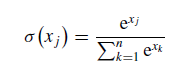 σ(x_j) = e^{x_j} / ∑_{k=1}^{n} e^{x_k}